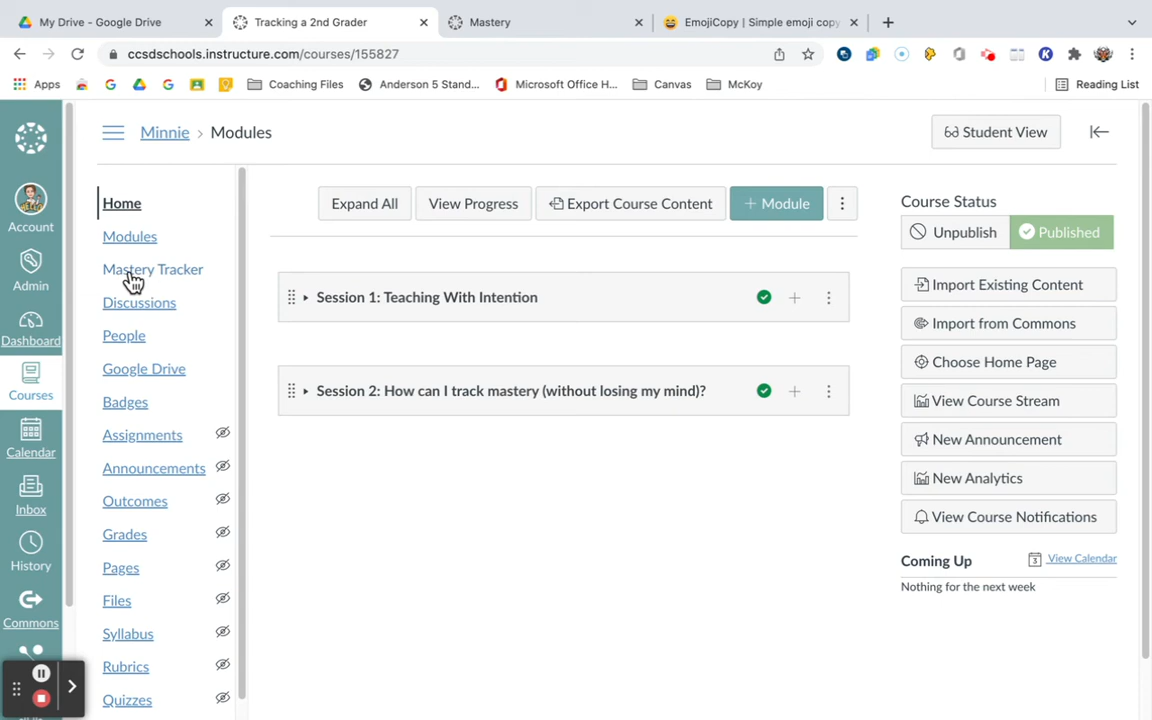 My Drive - Google Drive
Tracking a 2nd Grader
Mastery
EmojiCopy | Simple emoji copy
ccsdschools.instructure.com/courses/155827
Apps
Coaching Files
Anderson 5 Stand...
Microsoft Office H...
Canvas
McKoy
Reading List
Minnie › Modules
Student View
Account
Admin
Dashboard
Courses
Calendar
Inbox
History
Commons
Home
Modules
Mastery Tracker
Discussions
People
Google Drive
Badges
Assignments
Announcements
Outcomes
Grades
Pages
Files
Syllabus
Rubrics
Quizzes
Expand All
View Progress
Export Course Content
+ Module
Session 1: Teaching With Intention
Session 2: How can I track mastery (without losing my mind)?
Course Status
Unpublish
Published
Import Existing Content
Import from Commons
Choose Home Page
View Course Stream
New Announcement
New Analytics
View Course Notifications
Coming Up
3 View Calendar
Nothing for the next week